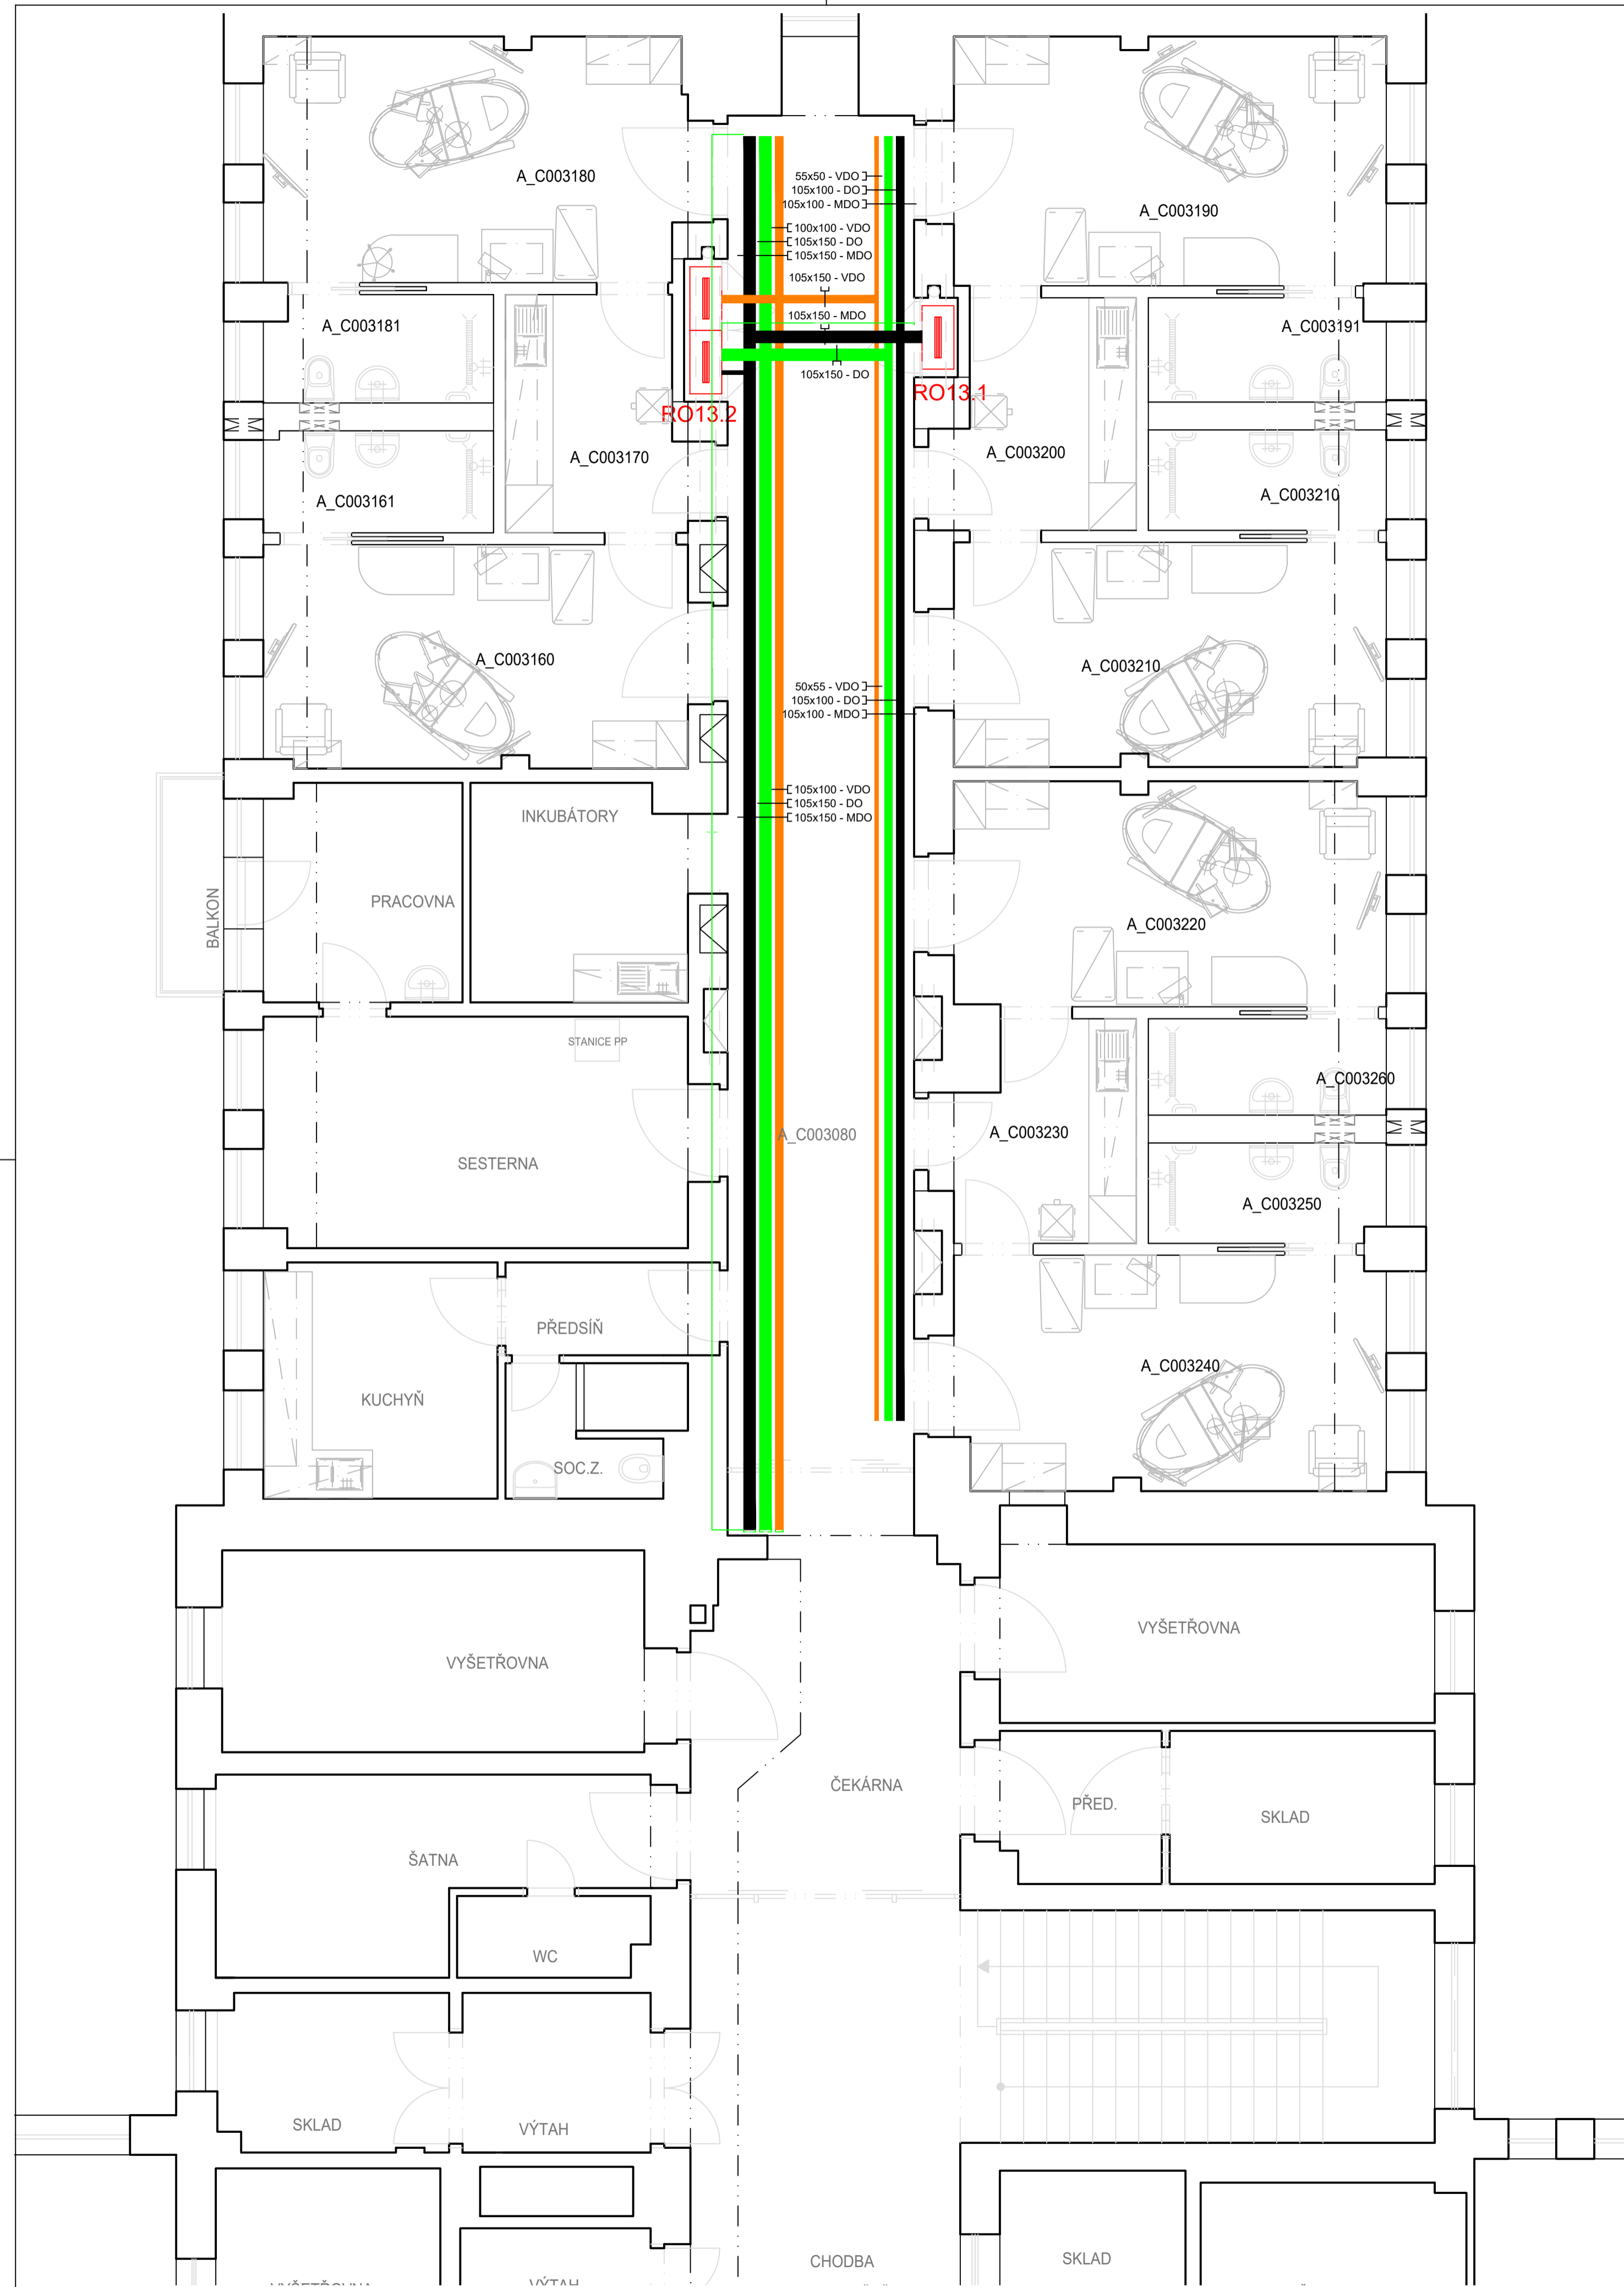 A_C003180
55x50 - VDO
105x100 - DO
105x100 - MDO
A_C003190
100x100 - VDO
105x150 - DO
105x150 - MDO
105x150 - VDO
A_C003181
105x150 - MDO
A_C003191
105x150 - DO
RO13.1
RO13.2
A_C003170
A_C003200
A_C003161
A_C003210
A_C003160
A_C003210
50x55 - VDO
105x100 - DO
105x100 - MDO
105x100 - VDO
105x150 - DO
105x150 - MDO
INKUBÁTORY
PRACOVNA
BALKON
A_C003220
STANICE PP
A_C003260
A_C003080
A_C003230
SESTERNA
A_C003250
PŘEDSÍŇ
A_C003240
KUCHYŇ
SOC.Z.
VYŠETŘOVNA
VYŠETŘOVNA
ČEKÁRNA
PŘED.
SKLAD
ŠATNA
WC
SKLAD
VÝTAH
CHODBA
SKLAD
VYŠETŘOVNA
VÝTAH